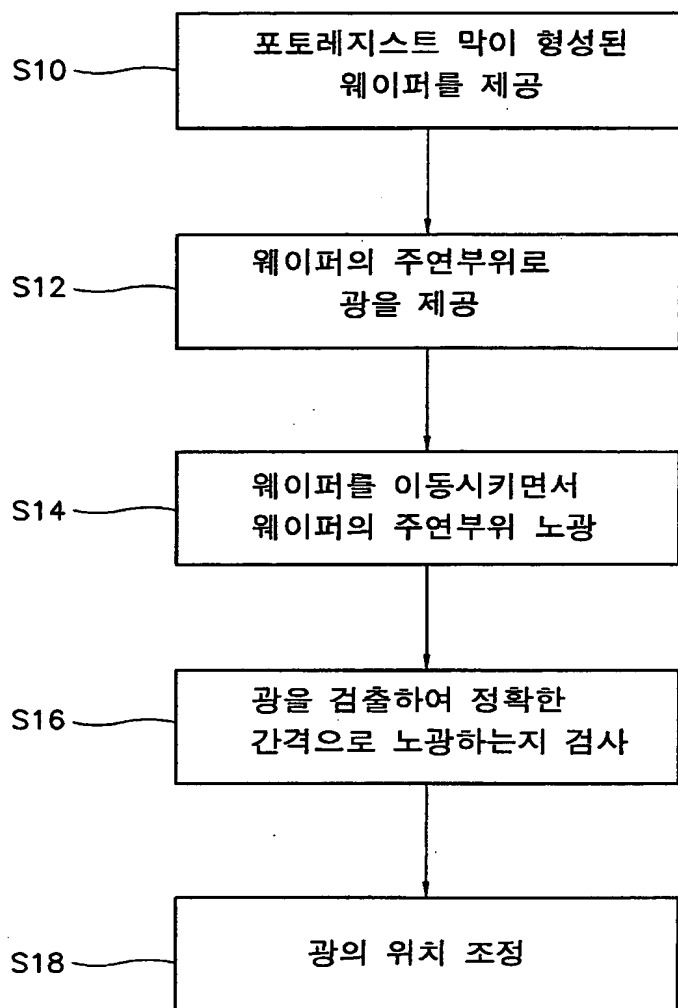 S10
포토레지스트 막이 형성된
웨이퍼를 제공
S12
웨이퍼의 주연부위로
광을 제공
S14
웨이퍼를 이동시키면서
웨이퍼의 주연부위 노광
S16
광을 검출하여 정확한
간격으로 노광하는지 검사
S18
광의 위치 조정